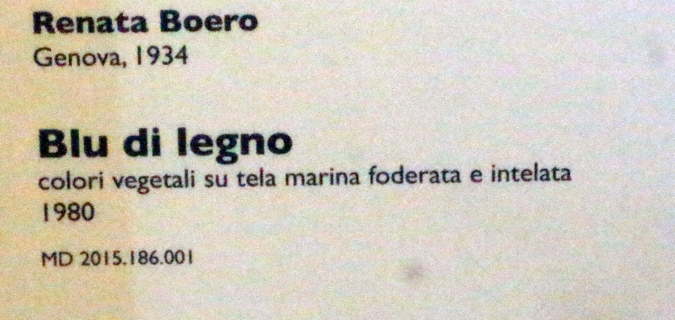 Renata Boero
Genova, 1934
Blu di legno
colori vegetali su tela marina foderata e intelata
1980
MD 2015.186.001